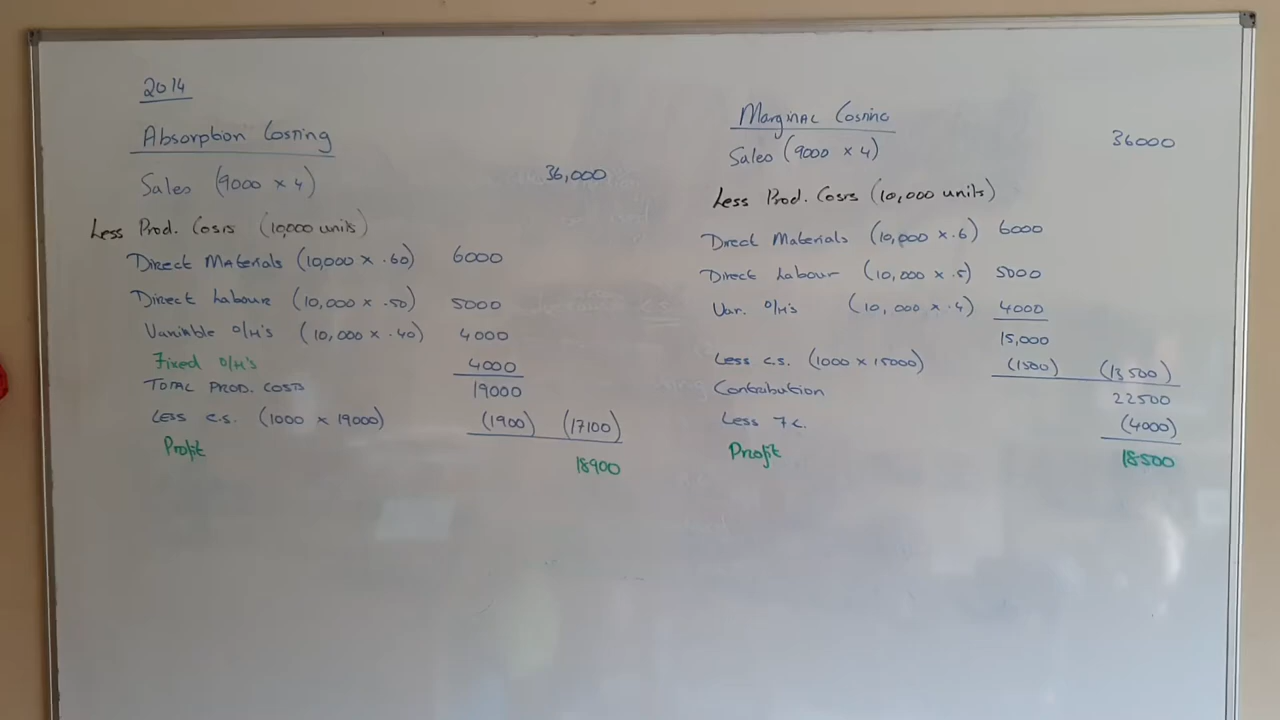 2014
Absorption Costing
Sales (9000 x 4) 36,000
Less Prod. Costs (10,000 units)
Direct Materials (10,000 x .60) 6000
Direct Labour (10,000 x .50) 5000
Variable O/H's (10,000 x .40) 4000
Fixed O/H's 4000
TOTAL PROD. COSTS 19000
Less C.S. (1000 x 19000) (1900) (17100)
Profit 18900
Marginal Costing
Sales (9000 x 4) 36000
Less Prod. Costs (10,000 units)
Direct Materials (10,000 x .6) 6000
Direct Labour (10,000 x .5) 5000
Var. O/H's (10,000 x .4) 4000
15,000
Less C.S. (1000 x 15000) (1500) (13500)
Contribution 22500
Less F.C. (4000)
Profit 18500